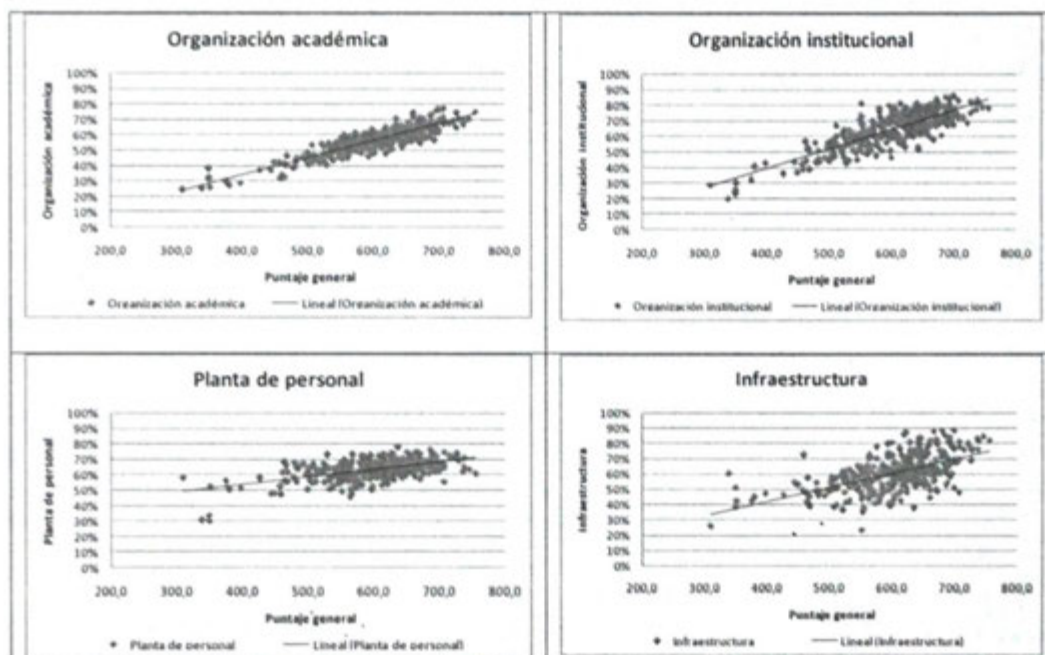 Organización académica
Organización académica
100%
90%
80%
70%
60%
50%
40%
30%
20%
10%
0%
200,0 300,0 400,0 500,0 600,0 700,0 800,0
Puntaje general
Organización académica Lineal (Organización académica)
Organización institucional
Organización institucional
100%
90%
80%
70%
60%
50%
40%
30%
20%
10%
0%
200,0 300,0 400,0 500,0 600,0 700,0 800,0
Puntaje general
Organización institucional Lineal (Organización institucional)
Planta de personal
Planta de personal
100%
90%
80%
70%
60%
50%
40%
30%
20%
10%
0%
200,0 300,0 400,0 500,0 600,0 700,0 800,0
Puntaje general
Planta de personal Lineal (Planta de personal)
Infraestructura
Infraestructura
100%
90%
80%
70%
60%
50%
40%
30%
20%
10%
0%
200,0 300,0 400,0 500,0 600,0 700,0 800,0
Puntaje general
Infraestructura Lineal (Infraestructura)